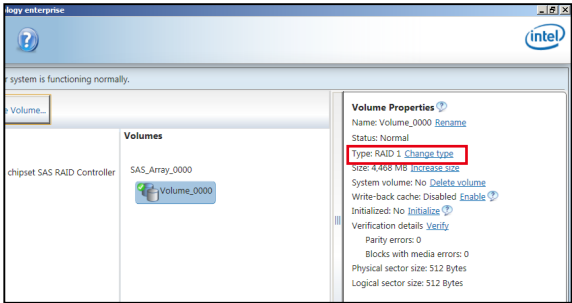 ology enterprise
intel
r system is functioning normally.
e Volume...
Volumes
chipset SAS RAID Controller
SAS_Array_0000
Volume_0000
Volume Properties
Name: Volume_0000 Rename
Status: Normal
Type: RAID 1 Change type
Size: 4,468 MB Increase size
System volume: No Delete volume
Write-back cache: Disabled Enable
Initialized: No Initialize
Verification details Verify
Parity errors: 0
Blocks with media errors: 0
Physical sector size: 512 Bytes
Logical sector size: 512 Bytes